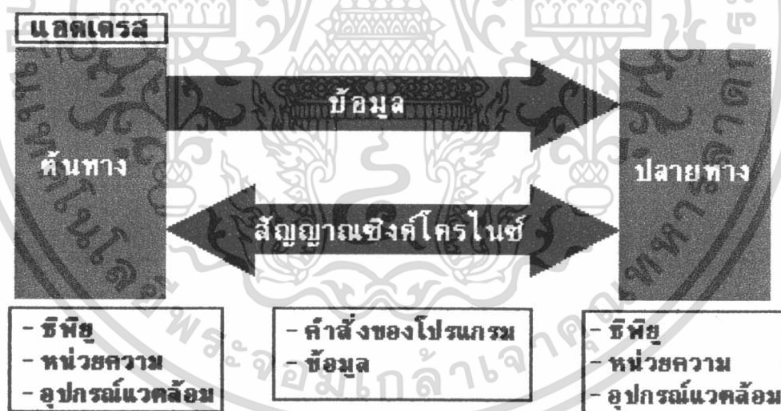 แอดเดรส
ข้อมูล
ต้นทาง
ปลายทาง
สัญญาณซิงค์โครไนซ์
- ซีพียู
- หน่วยความ
- อุปกรณ์แวดล้อม
- คำสั่งของโปรแกรม
- ข้อมูล
- ซีพียู
- หน่วยความ
- อุปกรณ์แวดล้อม